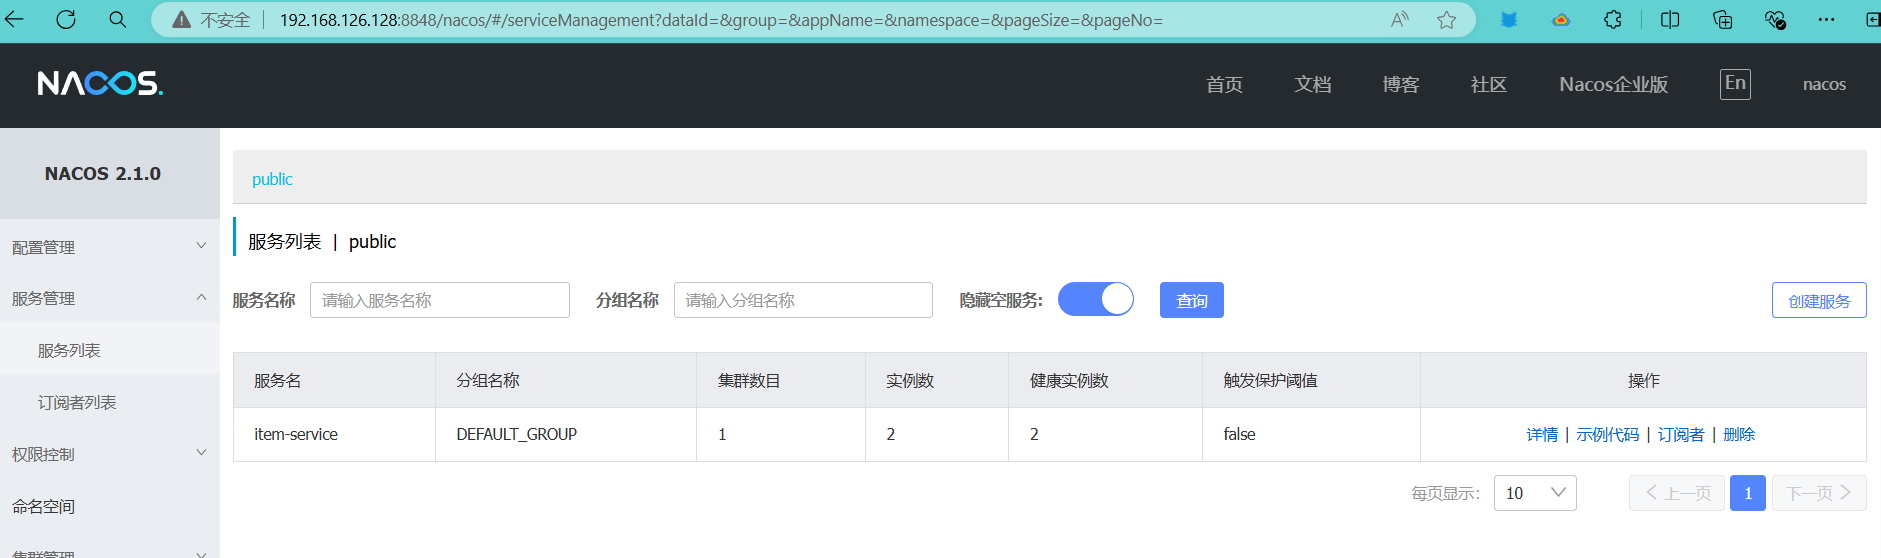 不安全 192.168.126.128:8848/nacos/#/serviceManagement?dataId=&group=&appName=&namespace=&pageSize=&pageNo=
NACOS. 首页 文档 博客 社区 Nacos企业版 En nacos
NACOS 2.1.0
配置管理
服务管理
服务列表
订阅者列表
权限控制
命名空间
集群管理
public
服务列表 | public
服务名称 请输入服务名称 分组名称 请输入分组名称 隐藏空服务: 查询 创建服务
服务名 分组名称 集群数目 实例数 健康实例数 触发保护阈值 操作
item-service DEFAULT_GROUP 1 2 2 false 详情 | 示例代码 | 订阅者 | 删除
每页显示: 10 上一页 1 下一页